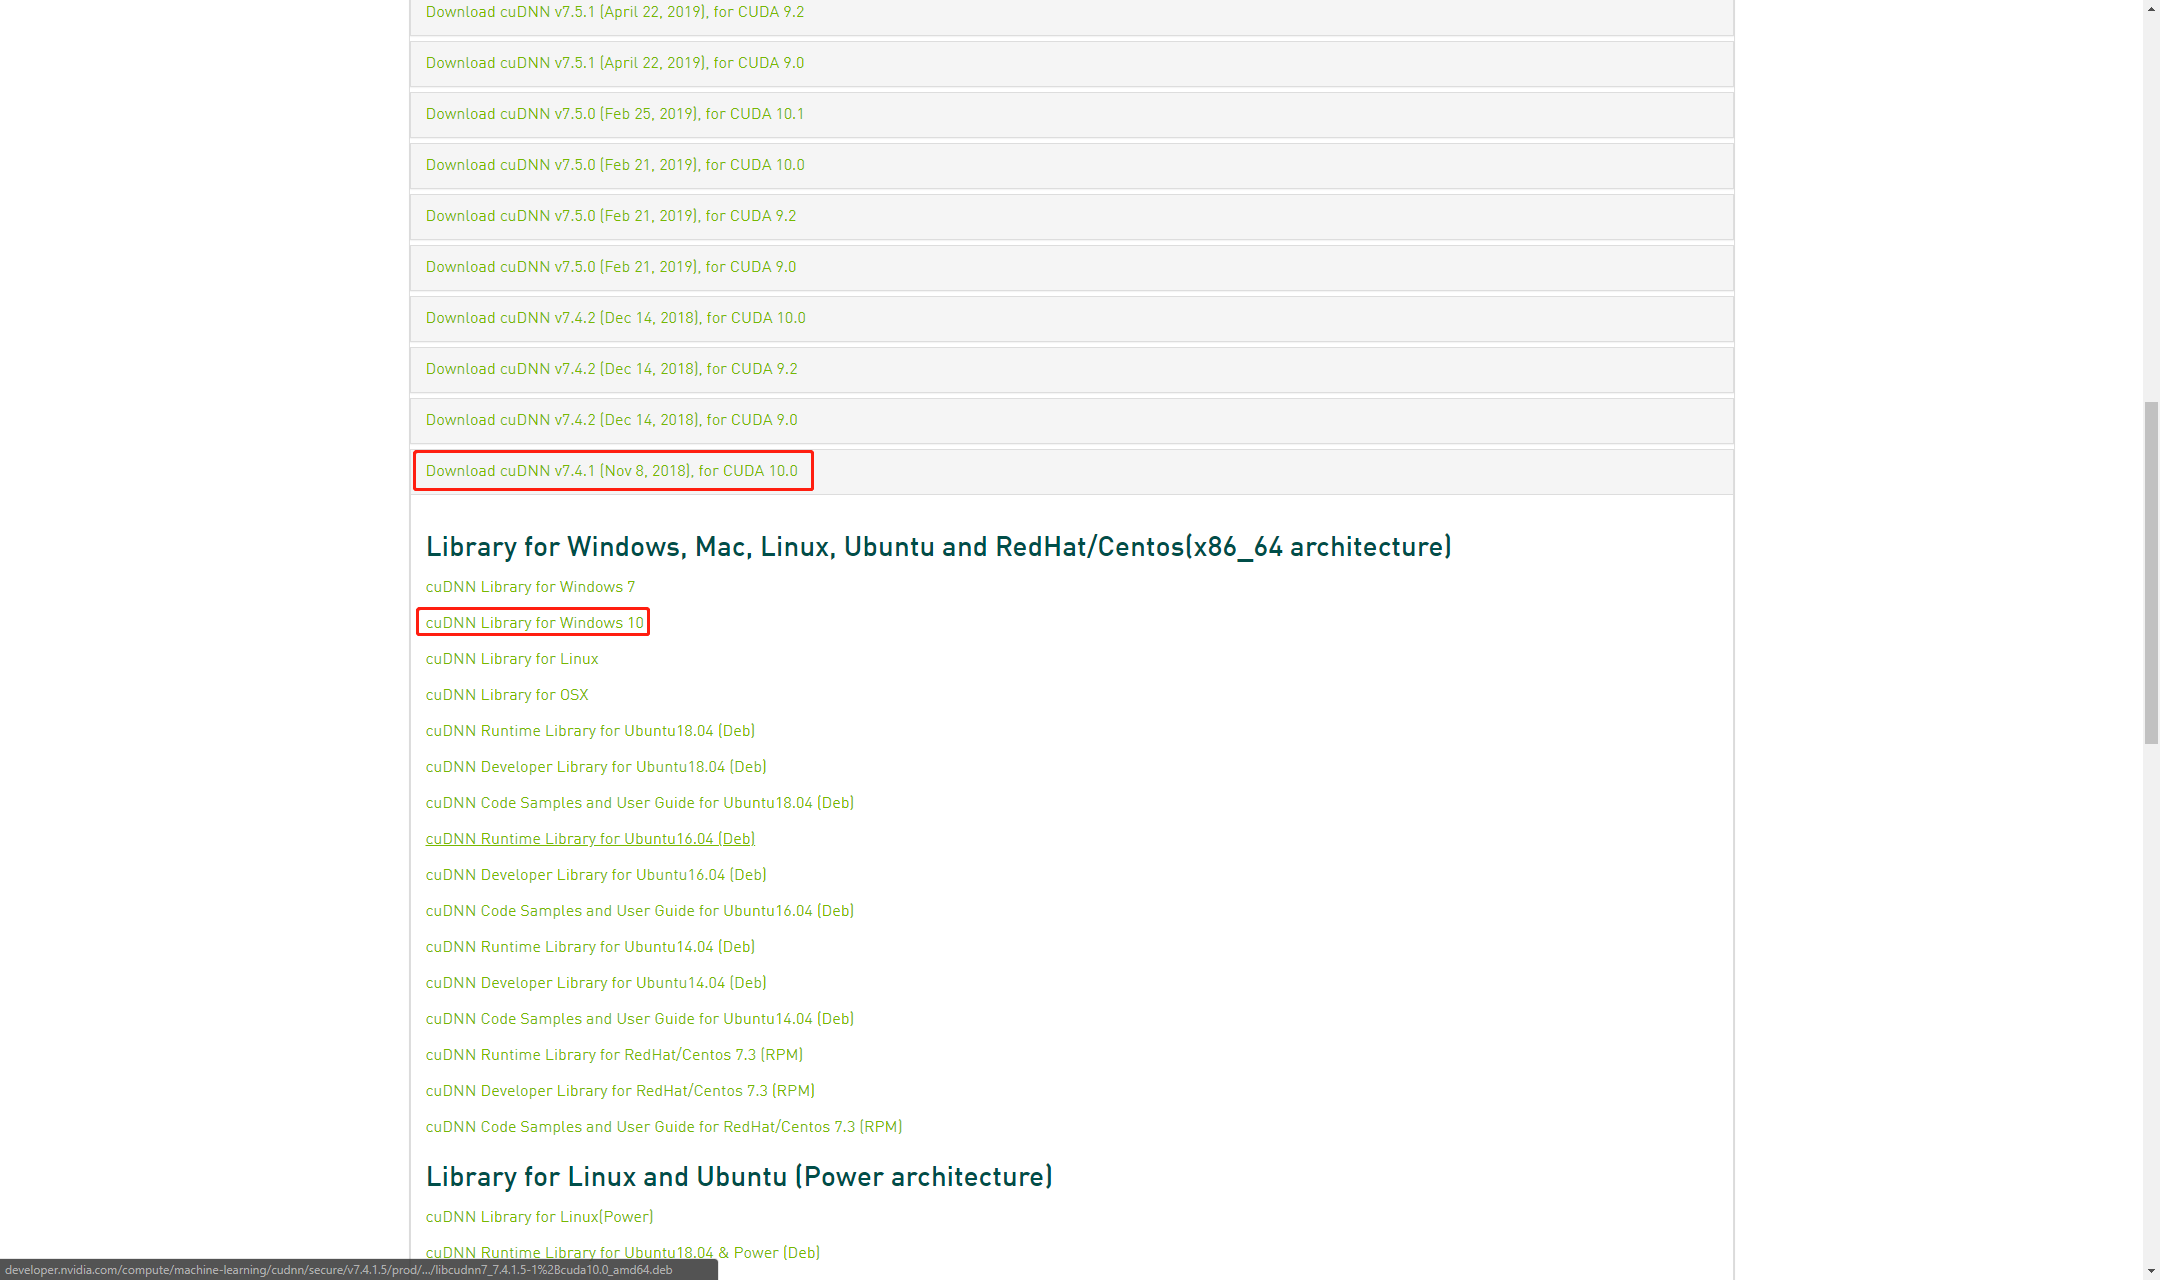 Download cuDNN v7.5.1 (April 22, 2019), for CUDA 9.2
Download cuDNN v7.5.1 (April 22, 2019), for CUDA 9.0
Download cuDNN v7.5.0 (Feb 25, 2019), for CUDA 10.1
Download cuDNN v7.5.0 (Feb 21, 2019), for CUDA 10.0
Download cuDNN v7.5.0 (Feb 21, 2019), for CUDA 9.2
Download cuDNN v7.5.0 (Feb 21, 2019), for CUDA 9.0
Download cuDNN v7.4.2 (Dec 14, 2018), for CUDA 10.0
Download cuDNN v7.4.2 (Dec 14, 2018), for CUDA 9.2
Download cuDNN v7.4.2 (Dec 14, 2018), for CUDA 9.0
Download cuDNN v7.4.1 (Nov 8, 2018), for CUDA 10.0
Library for Windows, Mac, Linux, Ubuntu and RedHat/Centos(x86_64 architecture)
cuDNN Library for Windows 7
cuDNN Library for Windows 10
cuDNN Library for Linux
cuDNN Library for OSX
cuDNN Runtime Library for Ubuntu18.04 (Deb)
cuDNN Developer Library for Ubuntu18.04 (Deb)
cuDNN Code Samples and User Guide for Ubuntu18.04 (Deb)
cuDNN Runtime Library for Ubuntu16.04 (Deb)
cuDNN Developer Library for Ubuntu16.04 (Deb)
cuDNN Code Samples and User Guide for Ubuntu16.04 (Deb)
cuDNN Runtime Library for Ubuntu14.04 (Deb)
cuDNN Developer Library for Ubuntu14.04 (Deb)
cuDNN Code Samples and User Guide for Ubuntu14.04 (Deb)
cuDNN Runtime Library for RedHat/Centos 7.3 (RPM)
cuDNN Developer Library for RedHat/Centos 7.3 (RPM)
cuDNN Code Samples and User Guide for RedHat/Centos 7.3 (RPM)
Library for Linux and Ubuntu (Power architecture)
cuDNN Library for Linux(Power)
cuDNN Runtime Library for Ubuntu18.04 & Power (Deb)
developer.nvidia.com/compute/machine-learning/cudnn/secure/v7.4.1.5/prod/.../libcudnn7_7.4.1.5-1%2Bcuda10.0_amd64.deb